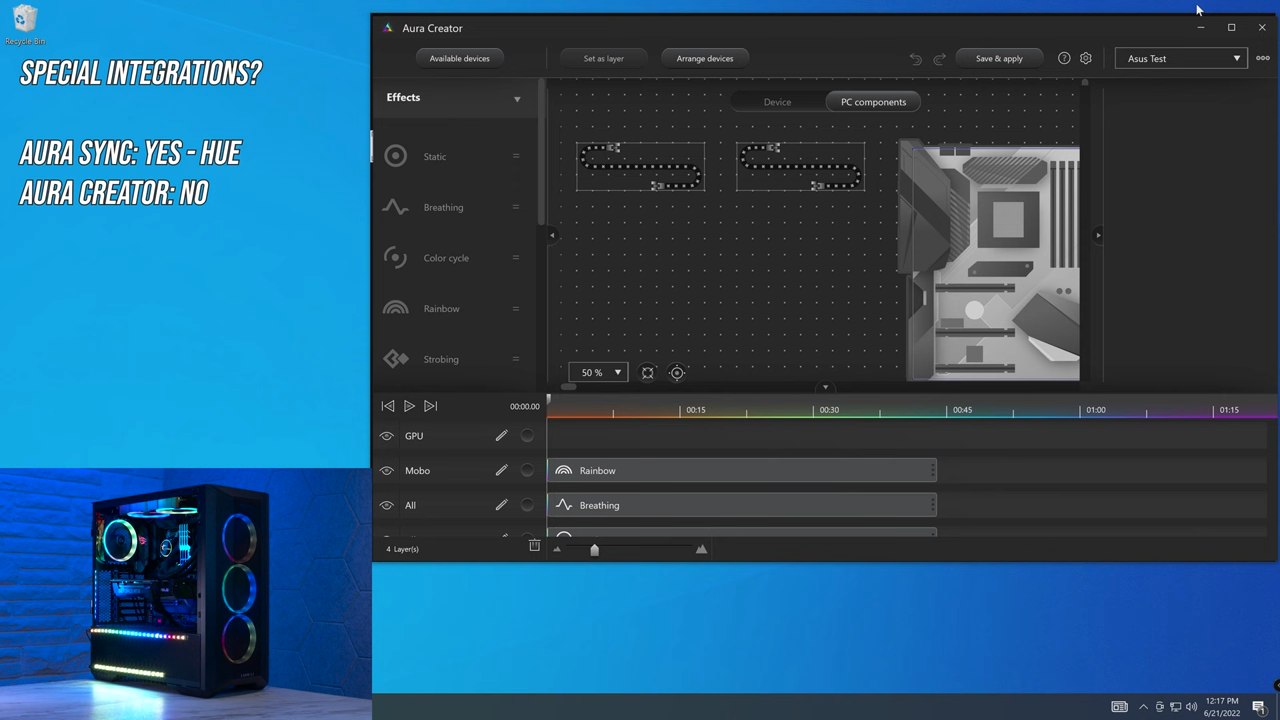 Recycle Bin
SPECIAL INTEGRATIONS?
AURA SYNC: YES - HUE
AURA CREATOR: NO
Aura Creator
Available devices
Set as layer
Arrange devices
Save & apply
Asus Test
Effects
Device
PC components
Static
Breathing
Color cycle
Rainbow
Strobing
50 %
00:00.00
00:15
00:30
00:45
01:00
01:15
GPU
Mobo
Rainbow
All
Breathing
4 Layer(s)
12:17 PM
6/21/2022